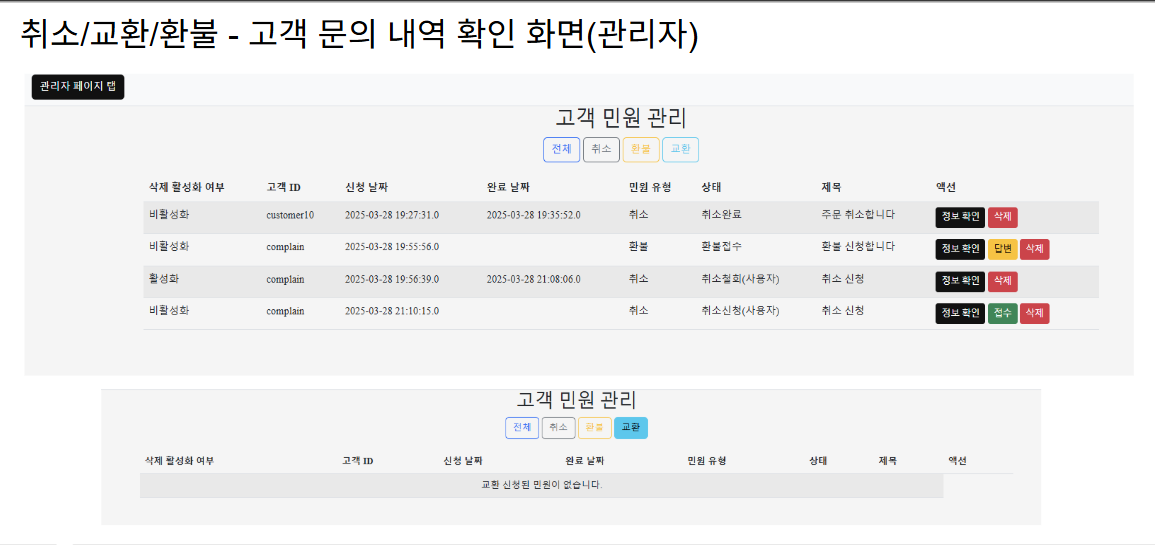 취소/교환/환불 - 고객 문의 내역 확인 화면(관리자)
관리자 페이지 탭
고객 민원 관리
전체 취소 환불 교환
삭제 활성화 여부 고객 ID 신청 날짜 완료 날짜 민원 유형 상태 제목 액션
비활성화 customer10 2025-03-28 19:27:31.0 2025-03-28 19:35:52.0 취소 취소완료 주문 취소합니다 정보 확인 삭제
비활성화 complain 2025-03-28 19:55:56.0 환불 환불접수 환불 신청합니다 정보 확인 답변 삭제
활성화 complain 2025-03-28 19:56:39.0 2025-03-28 21:08:06.0 취소 취소철회(사용자) 취소 신청 정보 확인 삭제
비활성화 complain 2025-03-28 21:10:15.0 취소 취소신청(사용자) 취소 신청 정보 확인 접수 삭제
고객 민원 관리
전체 취소 환불 교환
삭제 활성화 여부 고객 ID 신청 날짜 완료 날짜 민원 유형 상태 제목 액션
교환 신청된 민원이 없습니다.